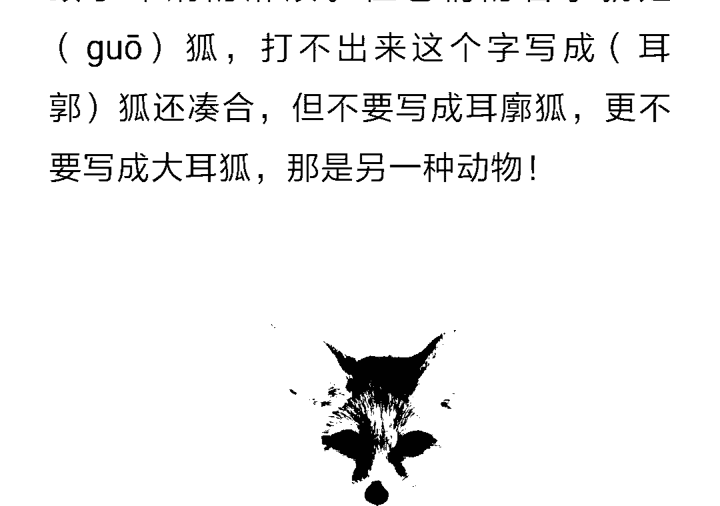 （guō）狐，打不出来这个字写成（耳
郭）狐还凑合，但不要写成耳廓狐，更不
要写成大耳狐，那是另一种动物！